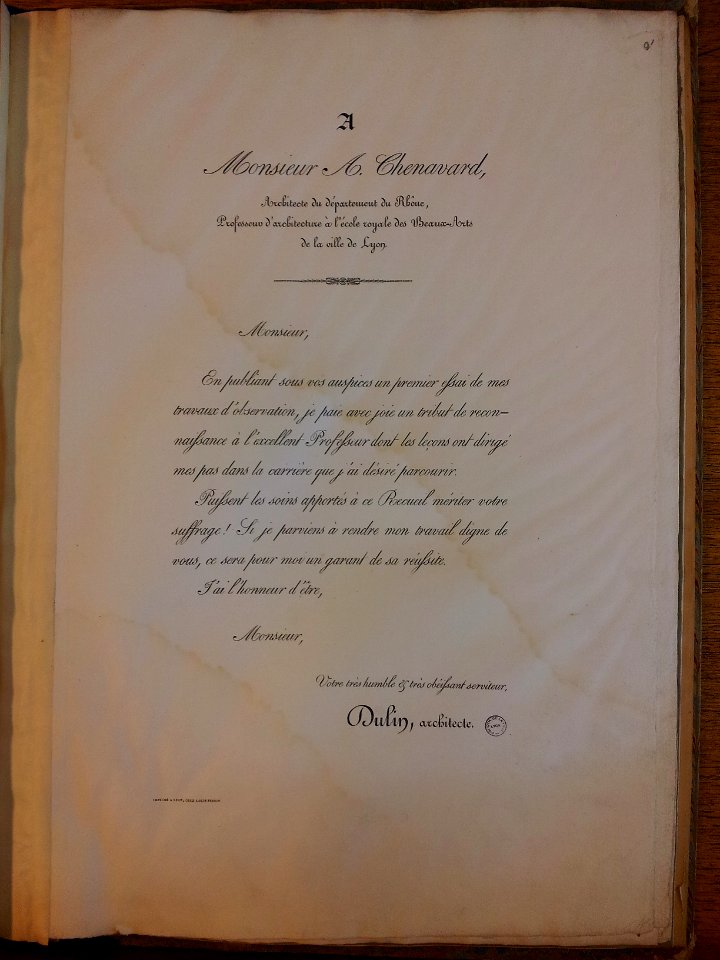 A
Monsieur A. Chenavard,
Architecte du département du Rhône,
Professeur d'architecture à l'école royale des Beaux-Arts
de la ville de Lyon.
Monsieur,
En publiant sous vos auspices un premier essai de mes
travaux d'observation, je paie avec joie un tribut de recon-
naissance à l'excellent Professeur dont les leçons ont dirigé
mes pas dans la carrière que j'ai désiré parcourir.
Puissent les soins apportés à ce Recueil mériter votre
suffrage! Si je parviens à rendre mon travail digne de
vous, ce sera pour moi un garant de sa réussite.
J'ai l'honneur d'être,
Monsieur,
Votre très humble & très obéissant serviteur,
Dulin, architecte.
IMPRIMÉ A LYON, CHEZ LOUIS PERRIN